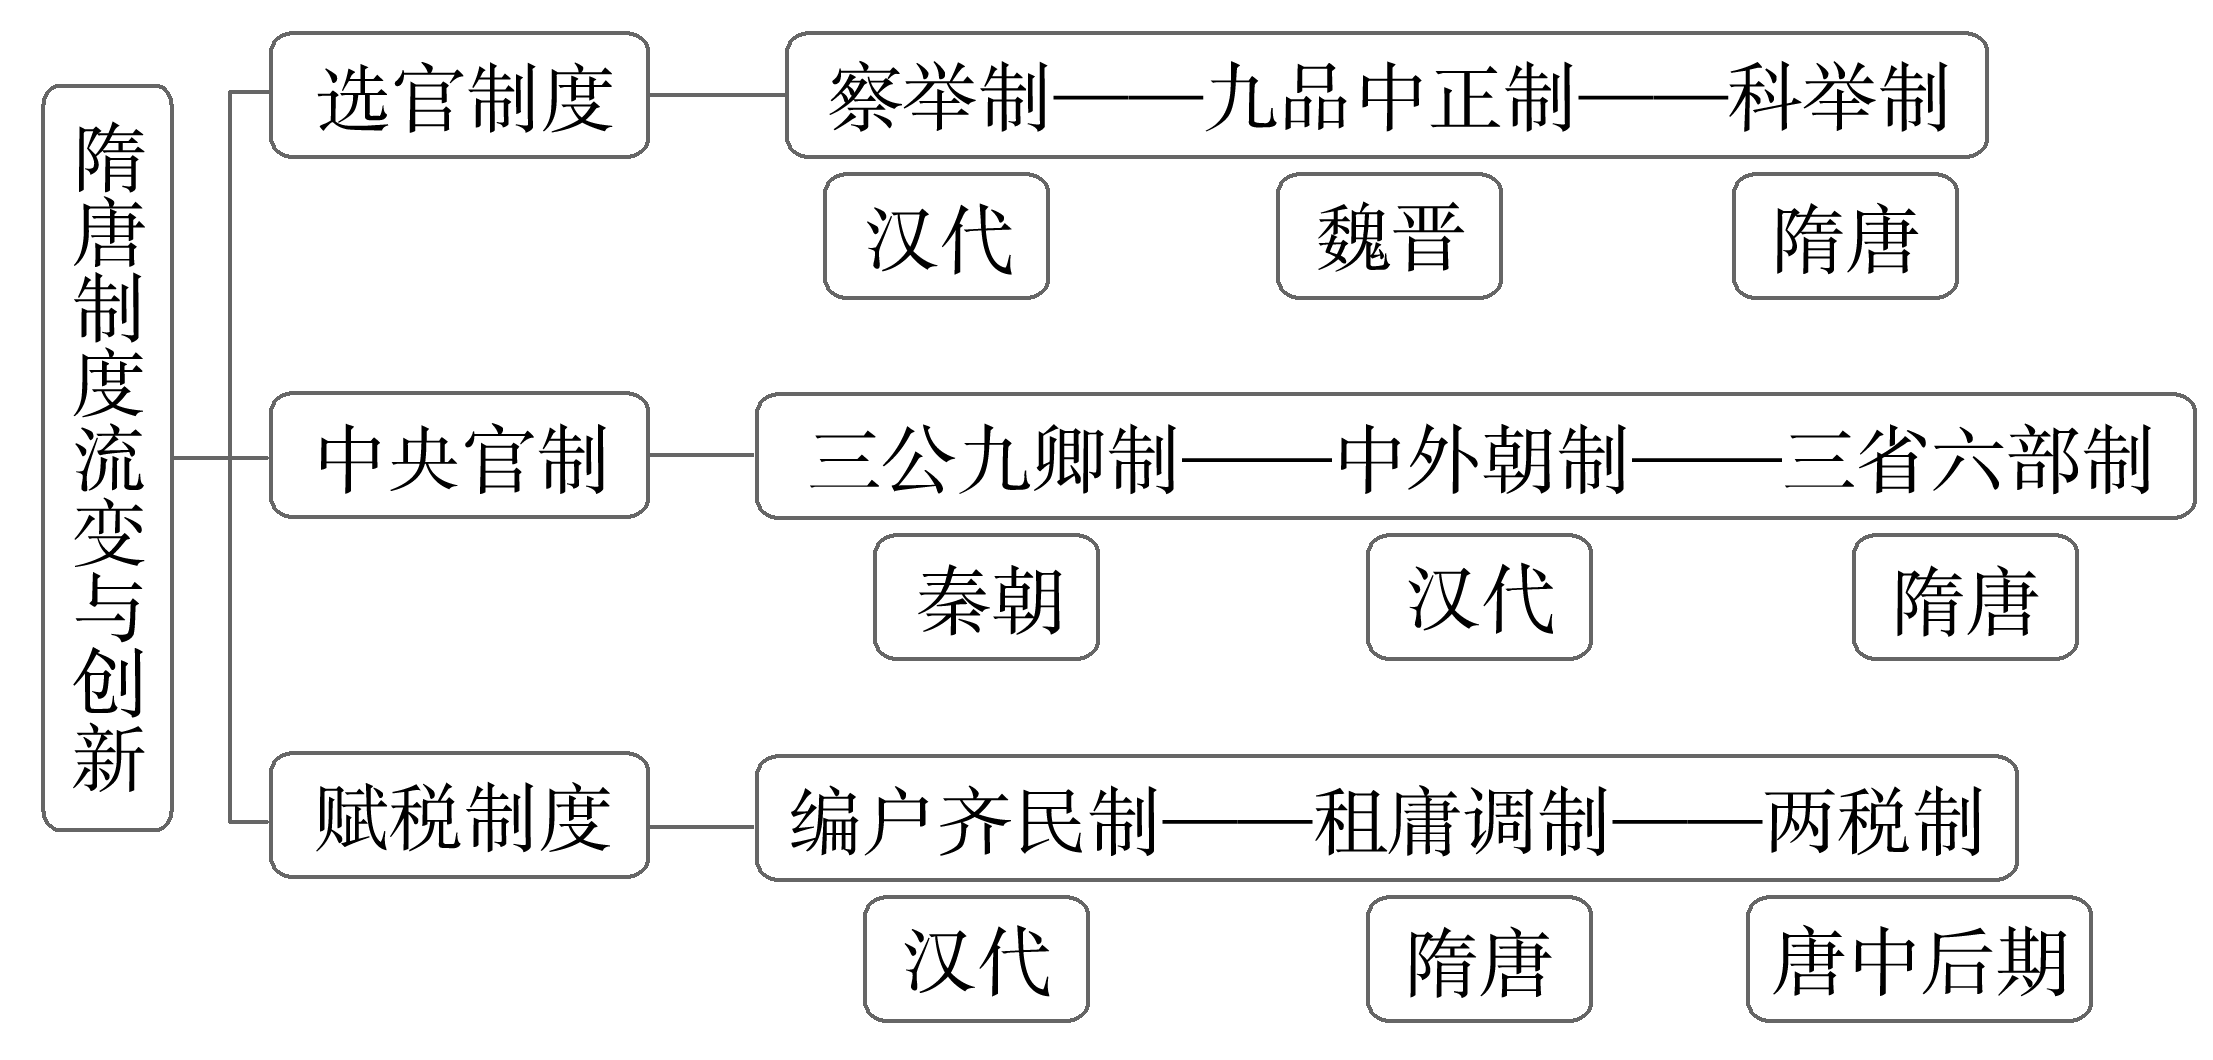 隋唐制度流变与创新
选官制度
察举制——九品中正制——科举制
汉代
魏晋
隋唐
中央官制
三公九卿制——中外朝制——三省六部制
秦朝
汉代
隋唐
赋税制度
编户齐民制——租庸调制——两税制
汉代
隋唐
唐中后期